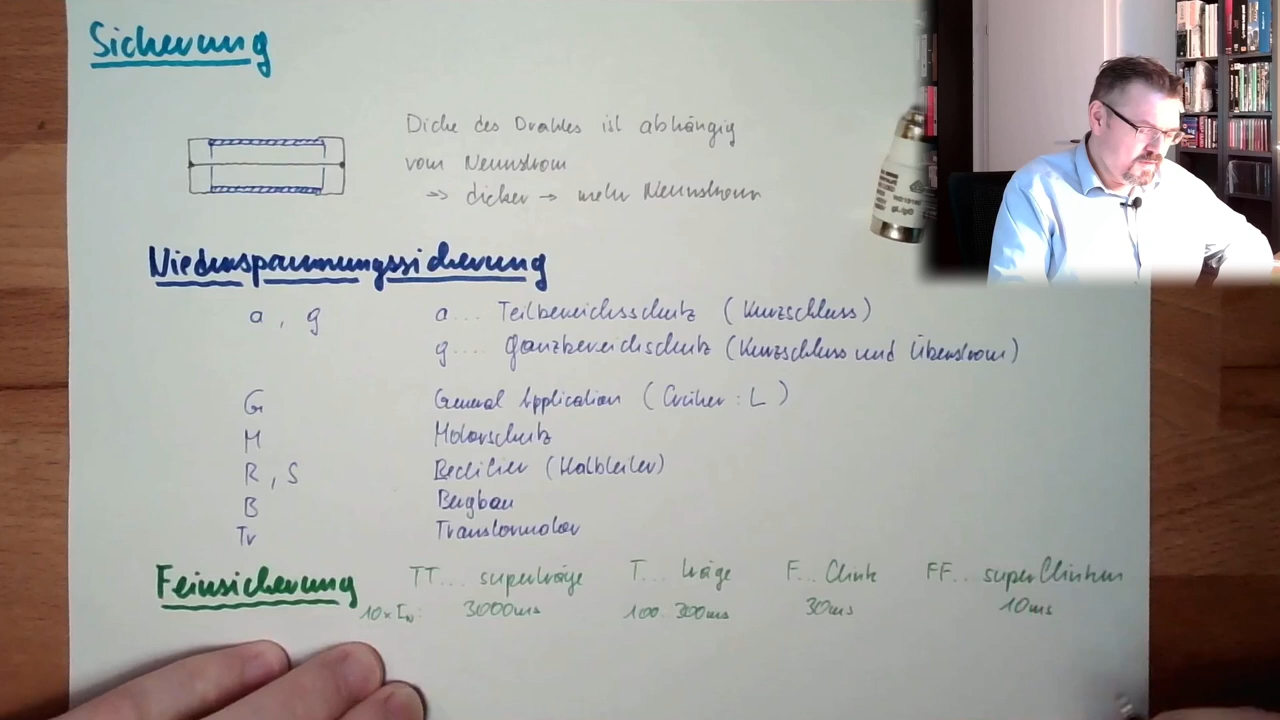 Sicherung
Dicke des Drahtes ist abhängig
vom Nennstrom
=> dicker → mehr Nennstrom
Niederspannungssicherung
a, g
a... Teilbereichsschutz (Kurzschluss)
g.... Ganzbereichschutz (Kurzschluss und Überstrom)
G General Application (früher: L)
M Motorschutz
R, S Rectifier (Halbleiter)
B Bergbau
Tr Transformator
Feinsicherung
TT... superträge T... träge F... flink FF... superflink
10×I_N: 3000ms 100..300ms 30ms 10ms